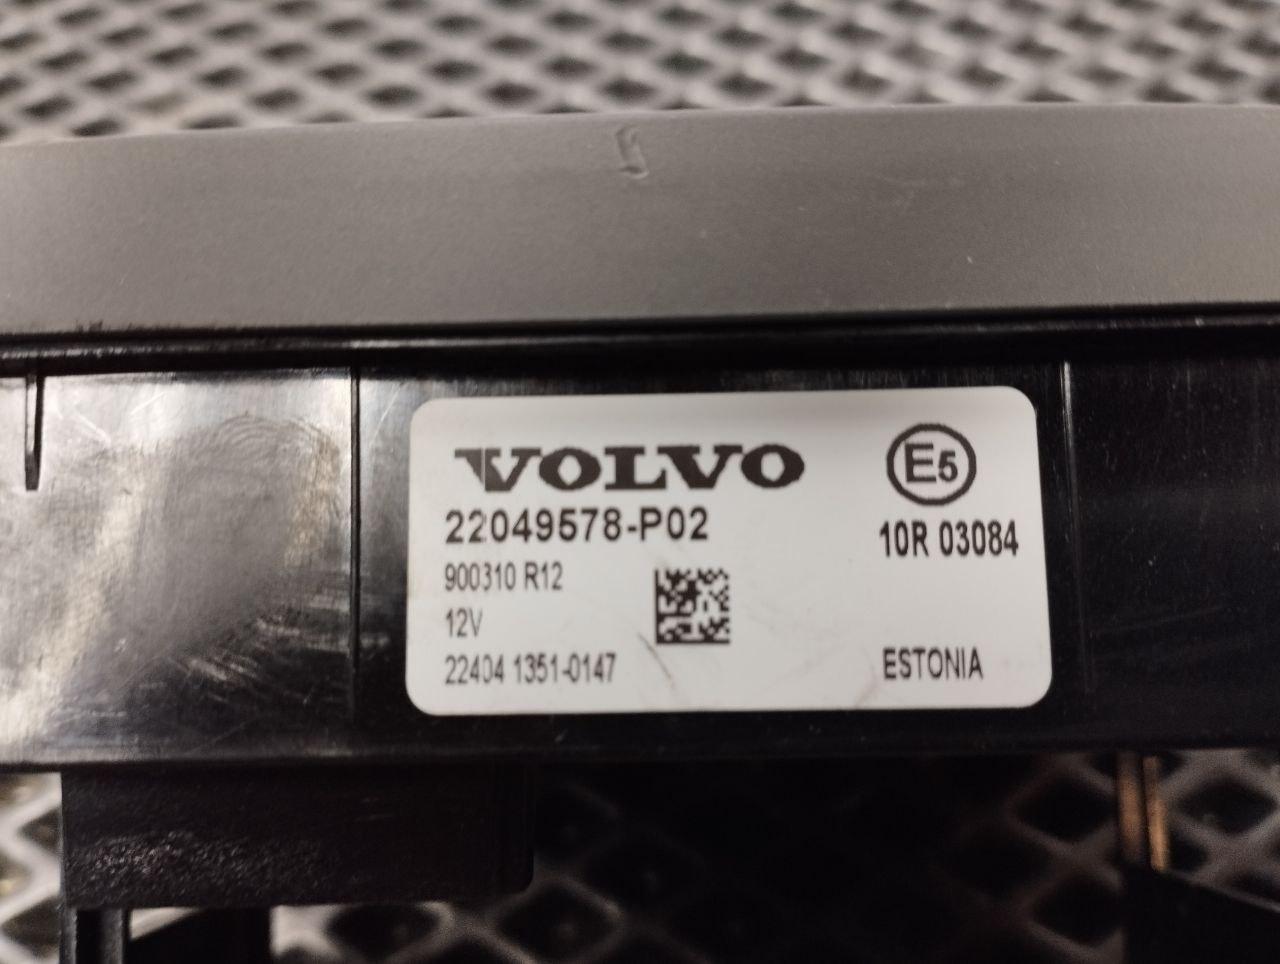 VOLVO
E5
22049578-P02
10R 03084
900310 R12
12V
22404 1351-0147
ESTONIA